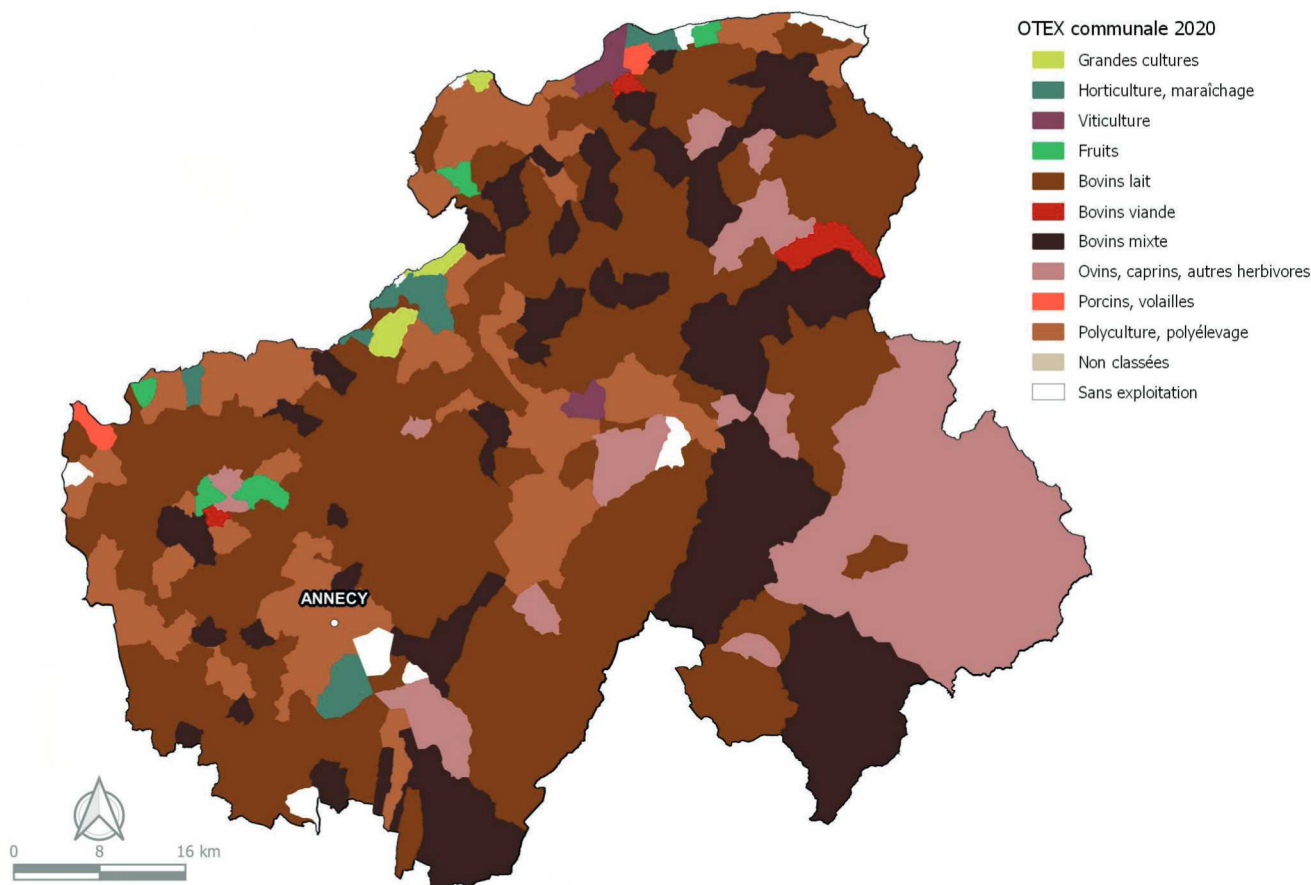 OTEX communale 2020
Grandes cultures
Horticulture, maraîchage
Viticulture
Fruits
Bovins lait
Bovins viande
Bovins mixte
Ovins, caprins, autres herbivores
Porcins, volailles
Polyculture, polyélevage
Non classées
Sans exploitation
ANNECY
0 8 16 km